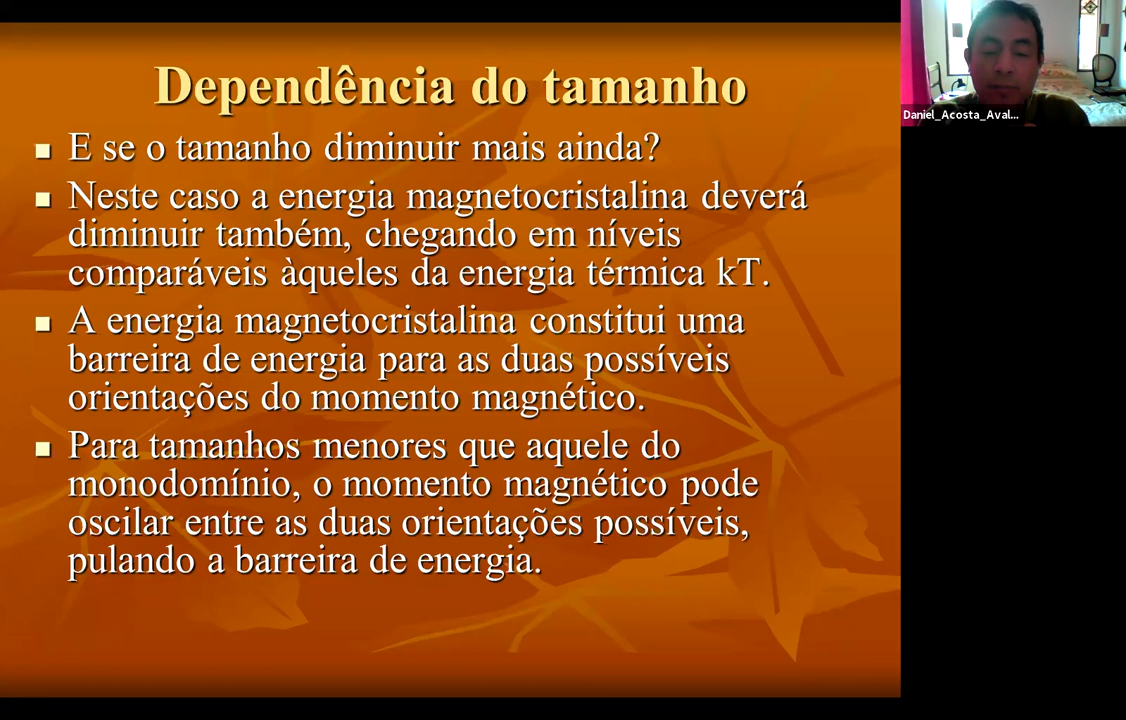 Dependência do tamanho
E se o tamanho diminuir mais ainda?
Neste caso a energia magnetocristalina deverá
diminuir também, chegando em níveis
comparáveis àqueles da energia térmica kT.
A energia magnetocristalina constitui uma
barreira de energia para as duas possíveis
orientações do momento magnético.
Para tamanhos menores que aquele do
monodomínio, o momento magnético pode
oscilar entre as duas orientações possíveis,
pulando a barreira de energia.
Daniel_Acosta_Aval...